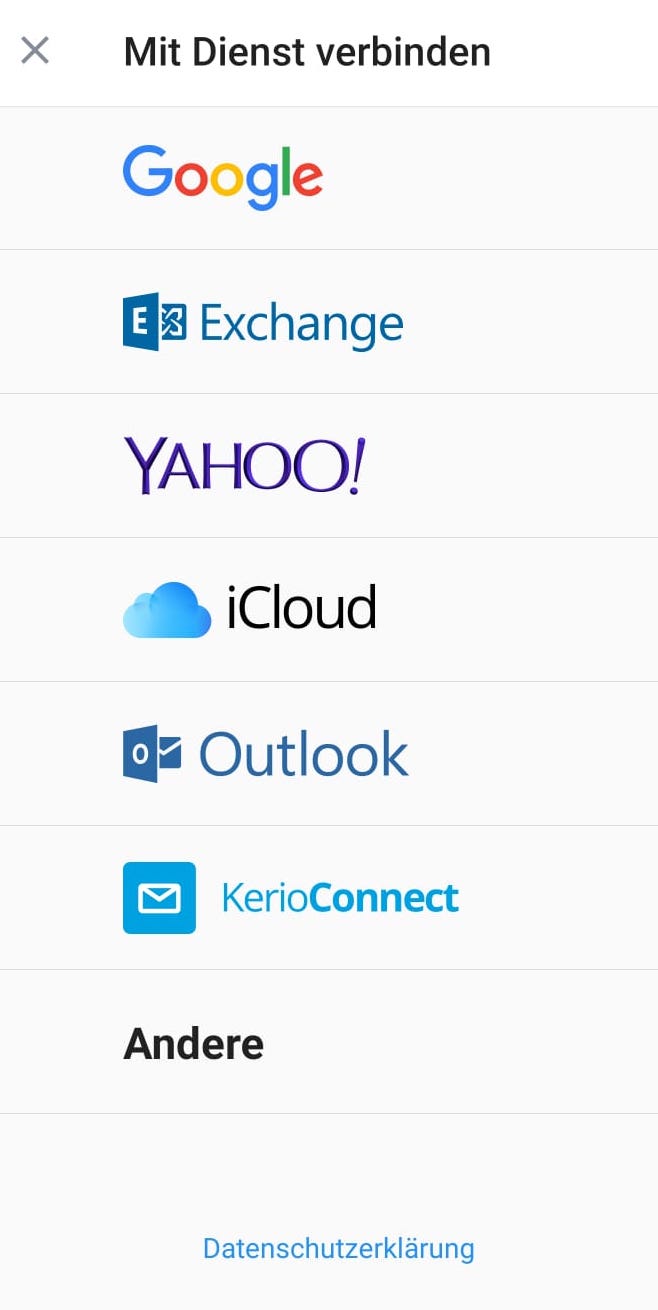 Mit Dienst verbinden
Google
E Exchange
YAHOO!
iCloud
O Outlook
KerioConnect
Andere
Datenschutzerklärung